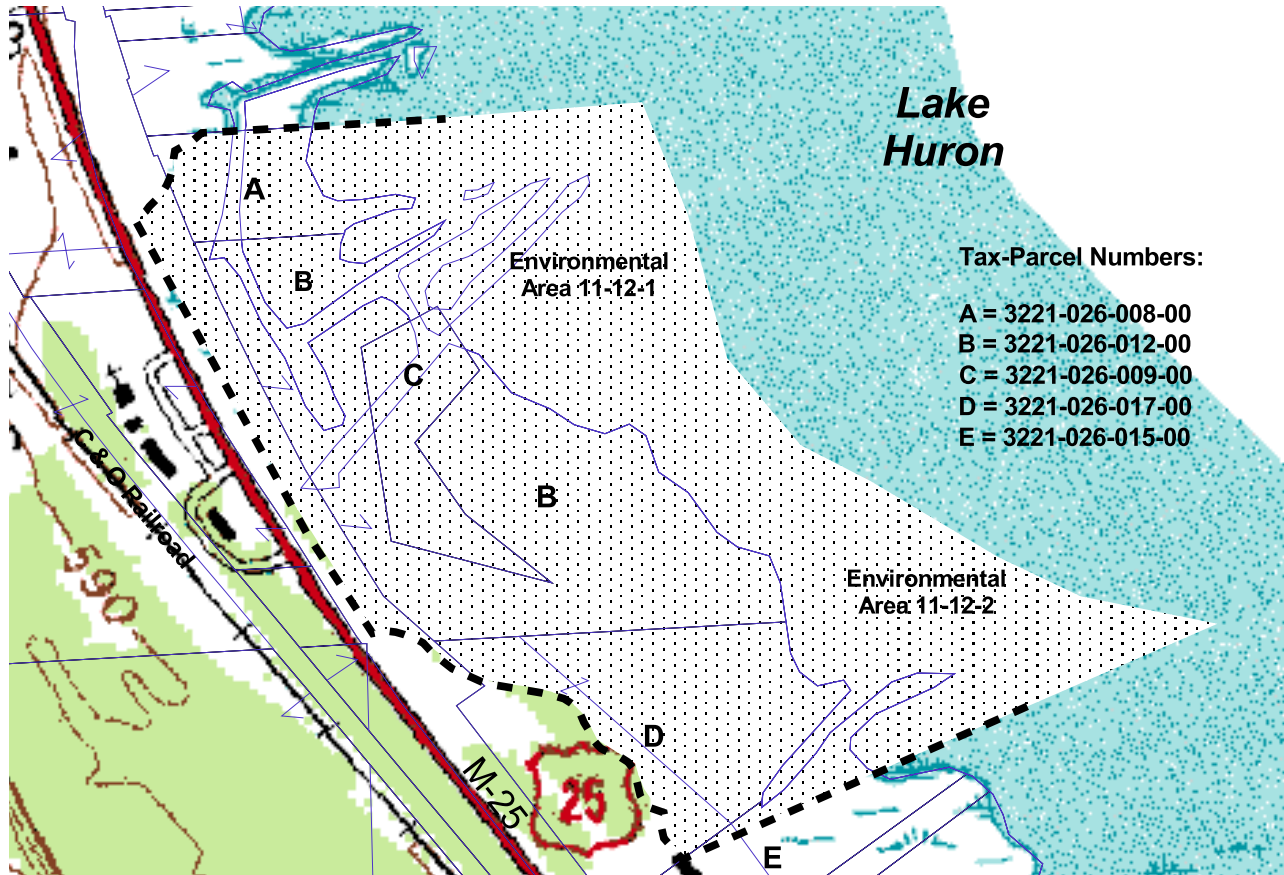 Lake
Huron
A
B
Environmental
Area 11-12-1
Tax-Parcel Numbers:
A = 3221-026-008-00
B = 3221-026-012-00
C = 3221-026-009-00
D = 3221-026-017-00
E = 3221-026-015-00
C
C & O Railroad
B
590
Environmental
Area 11-12-2
D
M-25
25
E